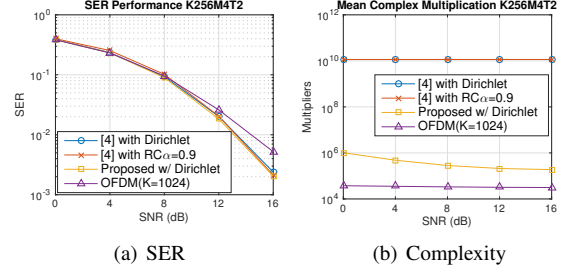 SER Performance K256M4T2
10^0
10^-1
10^-2
10^-3
SER
[4] with Dirichlet
[4] with RCα=0.9
Proposed w/ Dirichlet
OFDM(K=1024)
0 4 8 12 16
SNR (dB)
(a) SER
Mean Complex Multiplication K256M4T2
10^12
10^10
10^8
10^6
10^4
Multipliers
[4] with Dirichlet
[4] with RCα=0.9
Proposed w/ Dirichlet
OFDM(K=1024)
0 4 8 12 16
SNR (dB)
(b) Complexity